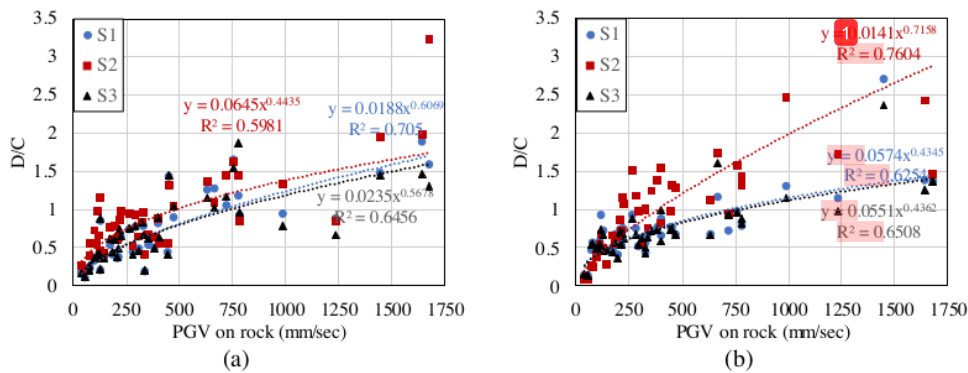 3.5
3
2.5
2
1.5
1
0.5
0
D/C
S1
S2
S3
y = 0.0645x^0.4435
R² = 0.5981
y = 0.0188x^0.6069
R² = 0.705
y = 0.0235x^0.5678
R² = 0.6456
0 250 500 750 1000 1250 1500 1750
PGV on rock (mm/sec)
(a)
3.5
3
2.5
2
1.5
1
0.5
0
D/C
S1
S2
S3
1
y = 0.0141x^0.7158
R² = 0.7604
y = 0.0574x^0.4345
R² = 0.6254
y = 0.0551x^0.4362
R² = 0.6508
0 250 500 750 1000 1250 1500 1750
PGV on rock (mm/sec)
(b)